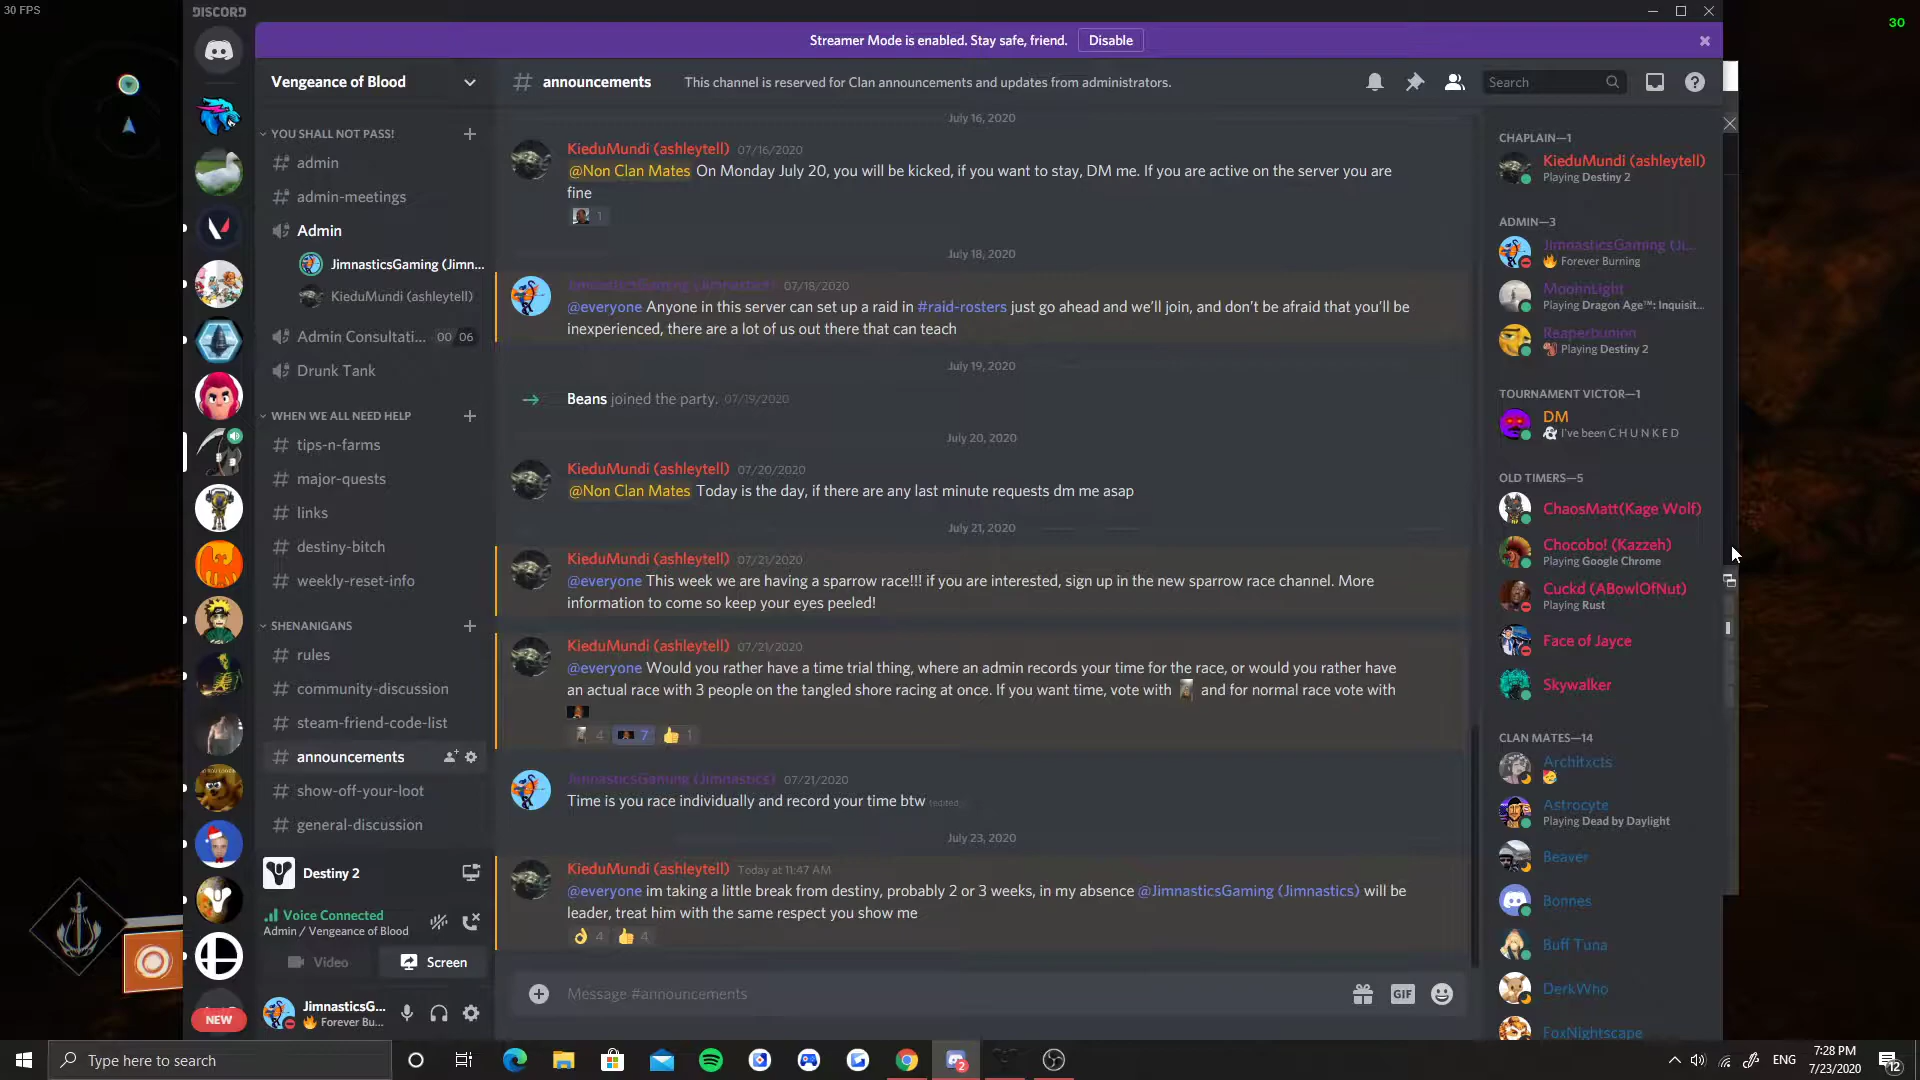 30 FPS
DISCORD
30
Streamer Mode is enabled. Stay safe, friend. Disable
Vengeance of Blood
announcements This channel is reserved for Clan announcements and updates from administrators.
Search
YOU SHALL NOT PASS!
admin
admin-meetings
Admin
JimnasticsGaming (Jimn...
KieduMundi (ashleytell)
Admin Consultati... 00 06
Drunk Tank
WHEN WE ALL NEED HELP
tips-n-farms
major-quests
links
destiny-bitch
weekly-reset-info
SHENANIGANS
rules
community-discussion
steam-friend-code-list
announcements
show-off-your-loot
general-discussion
Destiny 2
Voice Connected
Admin / Vengeance of Blood
Video
Screen
JimnasticsG...
Forever Bu...
NEW
July 16, 2020
KieduMundi (ashleytell) 07/16/2020
@Non Clan Mates On Monday July 20, you will be kicked, if you want to stay, DM me. If you are active on the server you are
fine
1
July 18, 2020
JimnasticsGaming (Jimnastics) 07/18/2020
@everyone Anyone in this server can set up a raid in #raid-rosters just go ahead and we'll join, and don't be afraid that you'll be
inexperienced, there are a lot of us out there that can teach
July 19, 2020
Beans joined the party. 07/19/2020
July 20, 2020
KieduMundi (ashleytell) 07/20/2020
@Non Clan Mates Today is the day, if there are any last minute requests dm me asap
July 21, 2020
KieduMundi (ashleytell) 07/21/2020
@everyone This week we are having a sparrow race!!! if you are interested, sign up in the new sparrow race channel. More
information to come so keep your eyes peeled!
KieduMundi (ashleytell) 07/21/2020
@everyone Would you rather have a time trial thing, where an admin records your time for the race, or would you rather have
an actual race with 3 people on the tangled shore racing at once. If you want time, vote with and for normal race vote with
4 7 1
JimnasticsGaming (Jimnastics) 07/21/2020
Time is you race individually and record your time btw (edited)
July 23, 2020
KieduMundi (ashleytell) Today at 11:47 AM
@everyone im taking a little break from destiny, probably 2 or 3 weeks, in my absence @JimnasticsGaming (Jimnastics) will be
leader, treat him with the same respect you show me
4 4
Message #announcements
GIF
CHAPLAIN—1
KieduMundi (ashleytell)
Playing Destiny 2
ADMIN—3
JimnasticsGaming (Ji...
Forever Burning
MoohnLight
Playing Dragon Age™: Inquisit...
Reaperbunion
Playing Destiny 2
TOURNAMENT VICTOR—1
DM
I've been C H U N K E D
OLD TIMERS—5
ChaosMatt(Kage Wolf)
Chocobo! (Kazzeh)
Playing Google Chrome
Cuckd (ABowlOfNut)
Playing Rust
Face of Jayce
Skywalker
CLAN MATES—14
Architxcts
Astrocyte
Playing Dead by Daylight
Beaver
Bonnes
Buff Tuna
DerkWho
FoxNightscape
Type here to search
2
ENG
7:28 PM
7/23/2020
12